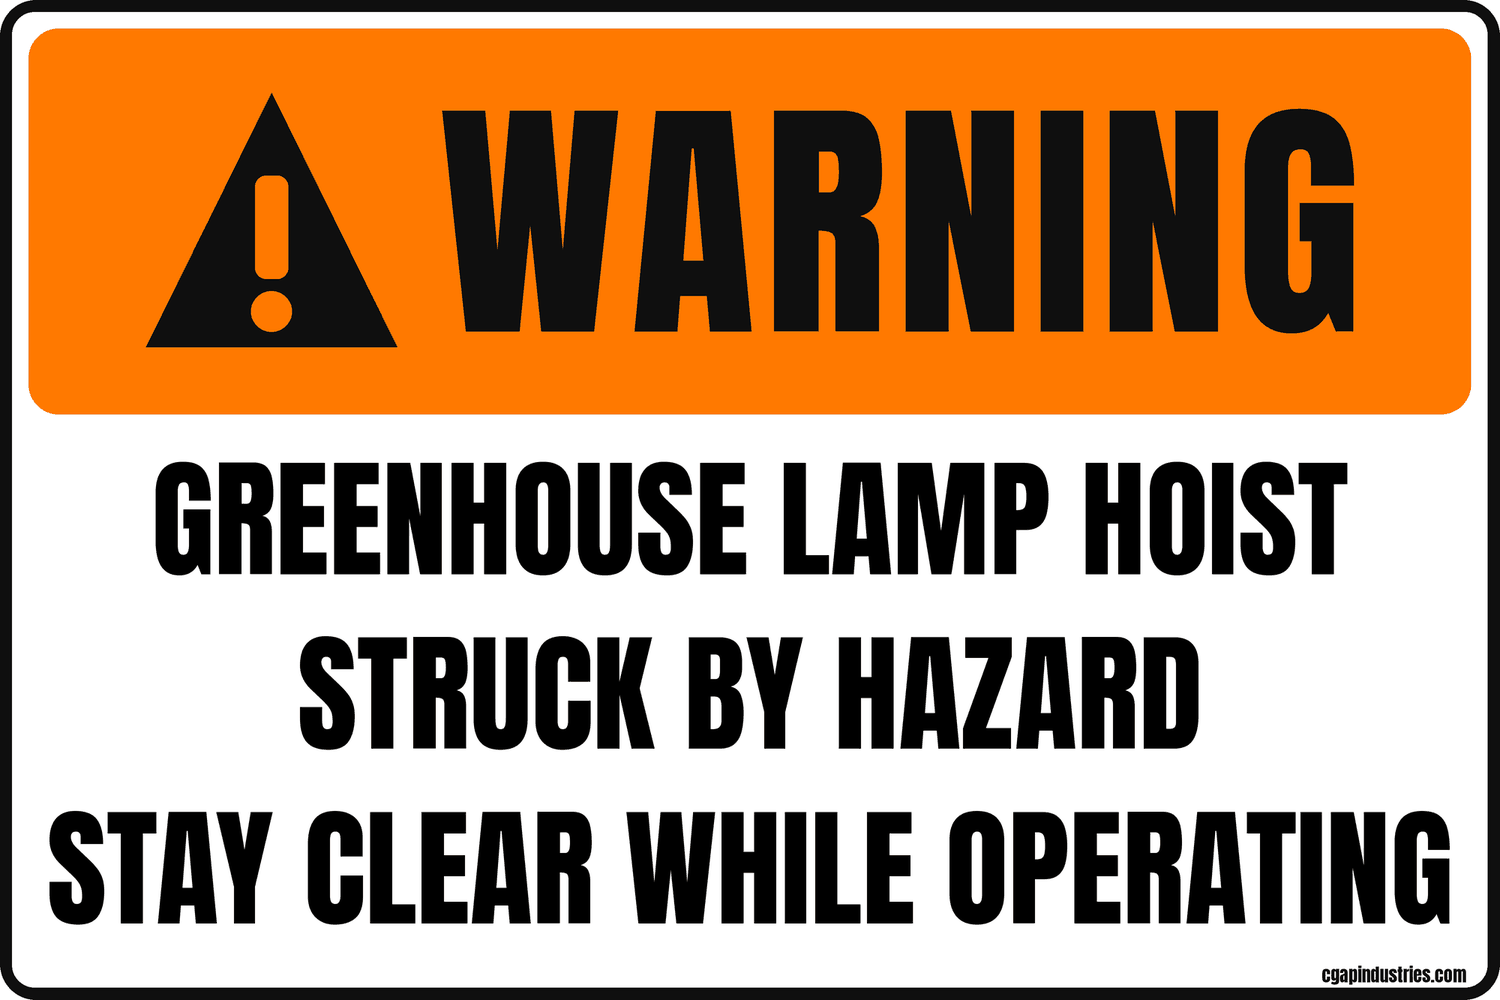 WARNING
GREENHOUSE LAMP HOIST
STRUCK BY HAZARD
STAY CLEAR WHILE OPERATING
cgapindustries.com